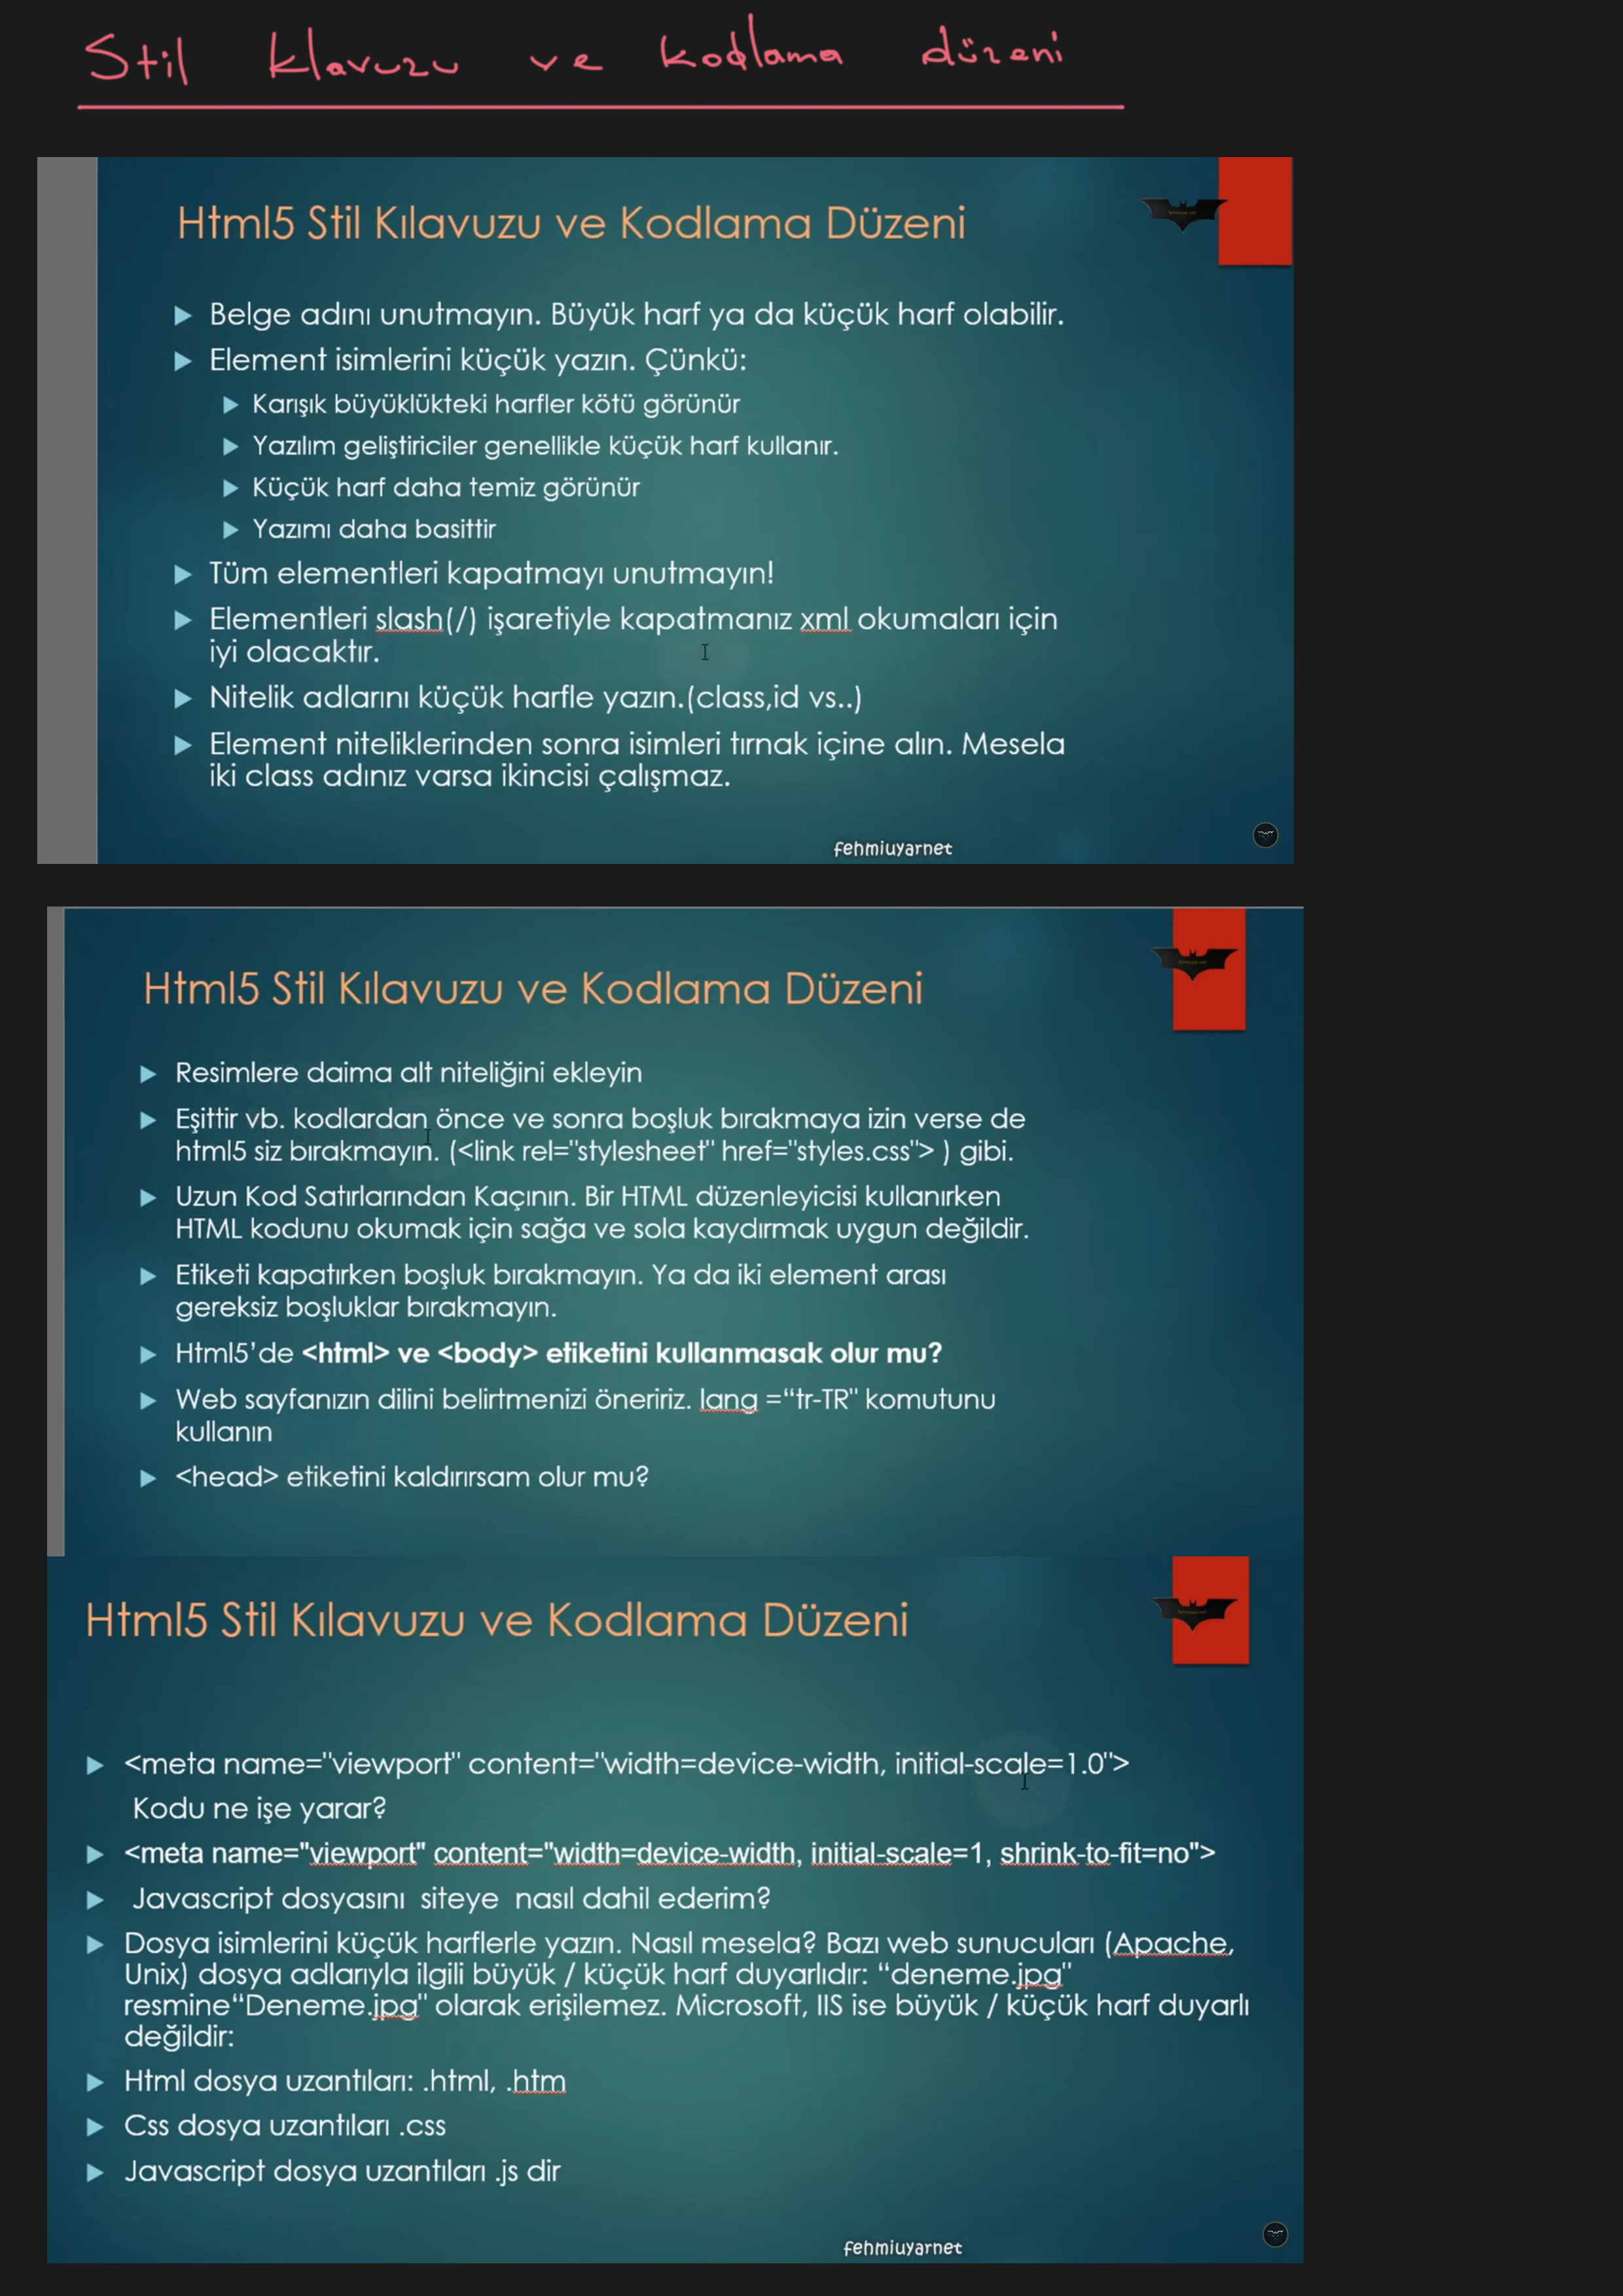 Stil klavuzu ve kodlama düzeni
Html5 Stil Kılavuzu ve Kodlama Düzeni
Belge adını unutmayın. Büyük harf ya da küçük harf olabilir.
Element isimlerini küçük yazın. Çünkü:
Karışık büyüklükteki harfler kötü görünür
Yazılım geliştiriciler genellikle küçük harf kullanır.
Küçük harf daha temiz görünür
Yazımı daha basittir
Tüm elementleri kapatmayı unutmayın!
Elementleri slash(/) işaretiyle kapatmanız xml okumaları için
iyi olacaktır.
Nitelik adlarını küçük harfle yazın.(class,id vs..)
Element niteliklerinden sonra isimleri tırnak içine alın. Mesela
iki class adınız varsa ikincisi çalışmaz.
fehmiuyarnet
Html5 Stil Kılavuzu ve Kodlama Düzeni
Resimlere daima alt niteliğini ekleyin
Eşittir vb. kodlardan önce ve sonra boşluk bırakmaya izin verse de
html5 siz bırakmayın. (<link rel="stylesheet" href="styles.css"> ) gibi.
Uzun Kod Satırlarından Kaçının. Bir HTML düzenleyicisi kullanırken
HTML kodunu okumak için sağa ve sola kaydırmak uygun değildir.
Etiketi kapatırken boşluk bırakmayın. Ya da iki element arası
gereksiz boşluklar bırakmayın.
Html5'de <html> ve <body> etiketini kullanmasak olur mu?
Web sayfanızın dilini belirtmenizi öneririz. lang =“tr-TR" komutunu
kullanın
<head> etiketini kaldırırsam olur mu?
Html5 Stil Kılavuzu ve Kodlama Düzeni
<meta name="viewport" content="width=device-width, initial-scale=1.0">
Kodu ne işe yarar?
<meta name="viewport" content="width=device-width, initial-scale=1, shrink-to-fit=no">
Javascript dosyasını siteye nasıl dahil ederim?
Dosya isimlerini küçük harflerle yazın. Nasıl mesela? Bazı web sunucuları (Apache,
Unix) dosya adlarıyla ilgili büyük / küçük harf duyarlıdır: “deneme.jpg"
resmine“Deneme.jpg" olarak erişilemez. Microsoft, IIS ise büyük / küçük harf duyarlı
değildir:
Html dosya uzantıları: .html, .htm
Css dosya uzantıları .css
Javascript dosya uzantıları .js dir
fehmiuyarnet